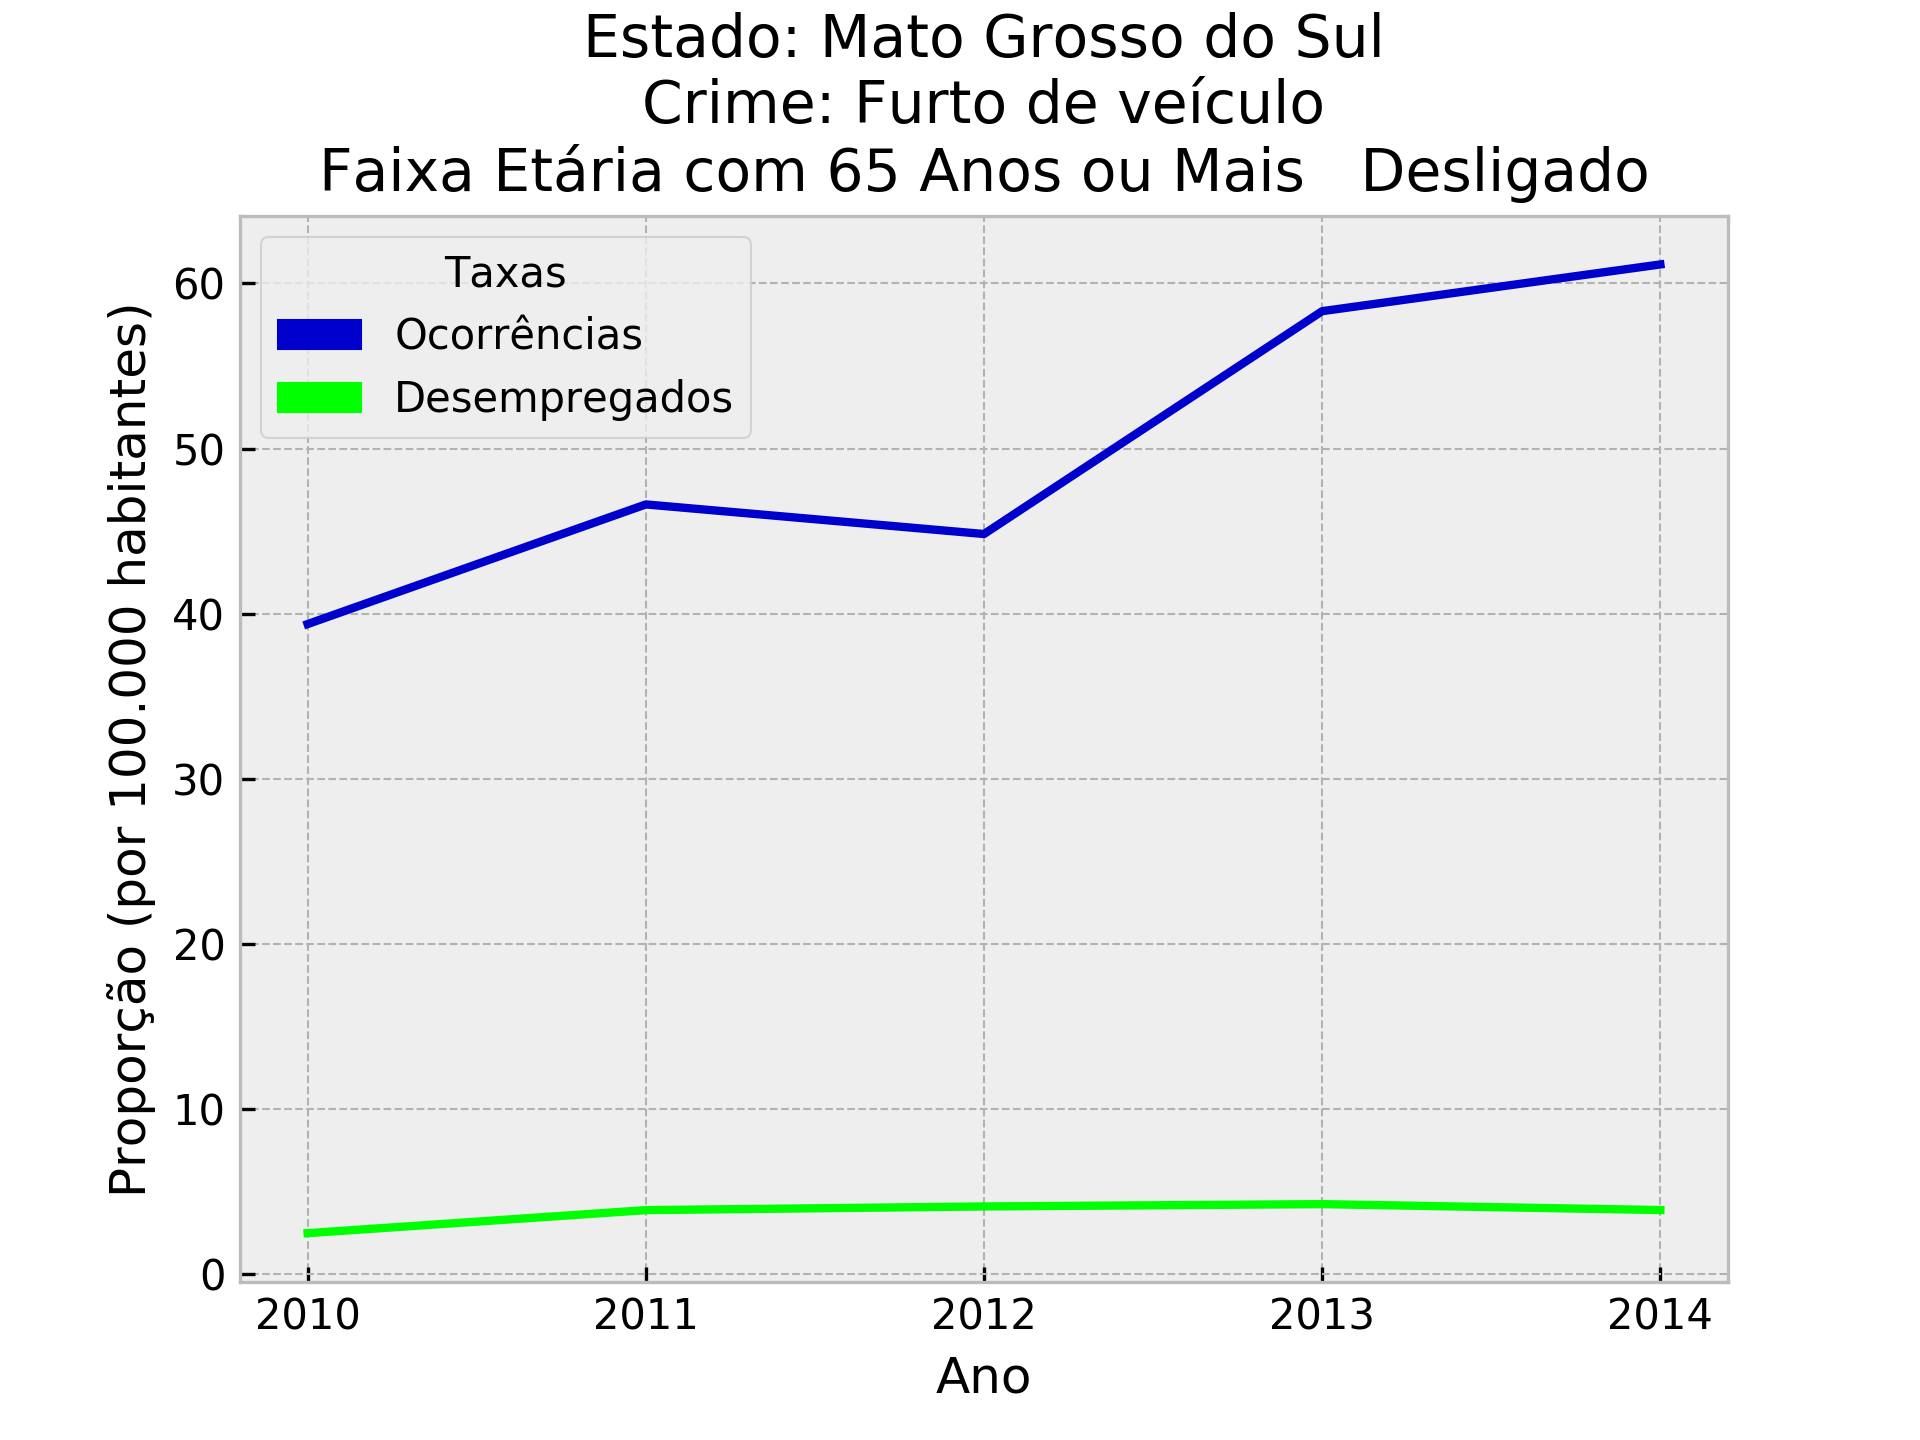 Estado: Mato Grosso do Sul
Crime: Furto de veículo
Faixa Etária com 65 Anos ou Mais   Desligado
Taxas
Ocorrências
Desempregados
Proporção (por 100.000 habitantes)
60
50
40
30
20
10
0
2010 2011 2012 2013 2014
Ano